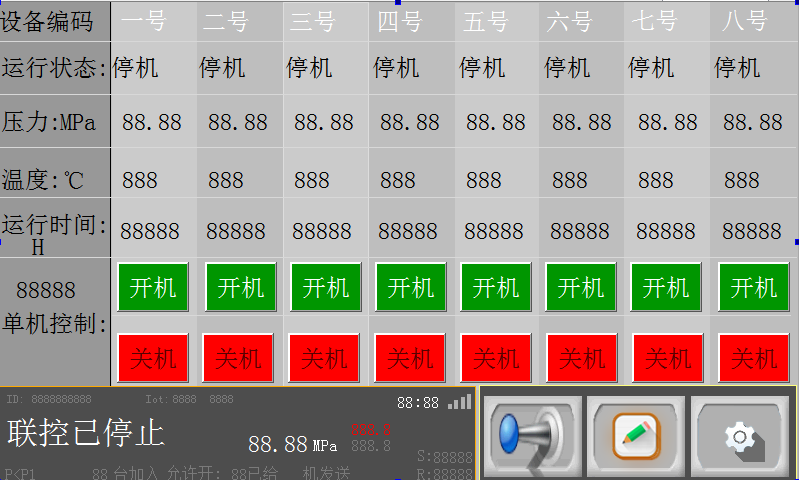 设备编码 一号 二号 三号 四号 五号 六号 七号 八号
运行状态: 停机 停机 停机 停机 停机 停机 停机 停机
压力:MPa 88.88 88.88 88.88 88.88 88.88 88.88 88.88 88.88
温度:℃ 888 888 888 888 888 888 888 888
运行时间: 88888 88888 88888 88888 88888 88888 88888 88888
H
88888 开机 开机 开机 开机 开机 开机 开机 开机
单机控制: 关机 关机 关机 关机 关机 关机 关机 关机
ID: 8888888888 Iot:8888 8888 88:88
联控已停止 88.88 MPa 888.8
888.8
S:88888
PKP1 88 台加入 允许开: 88已给 机发送 R:88888